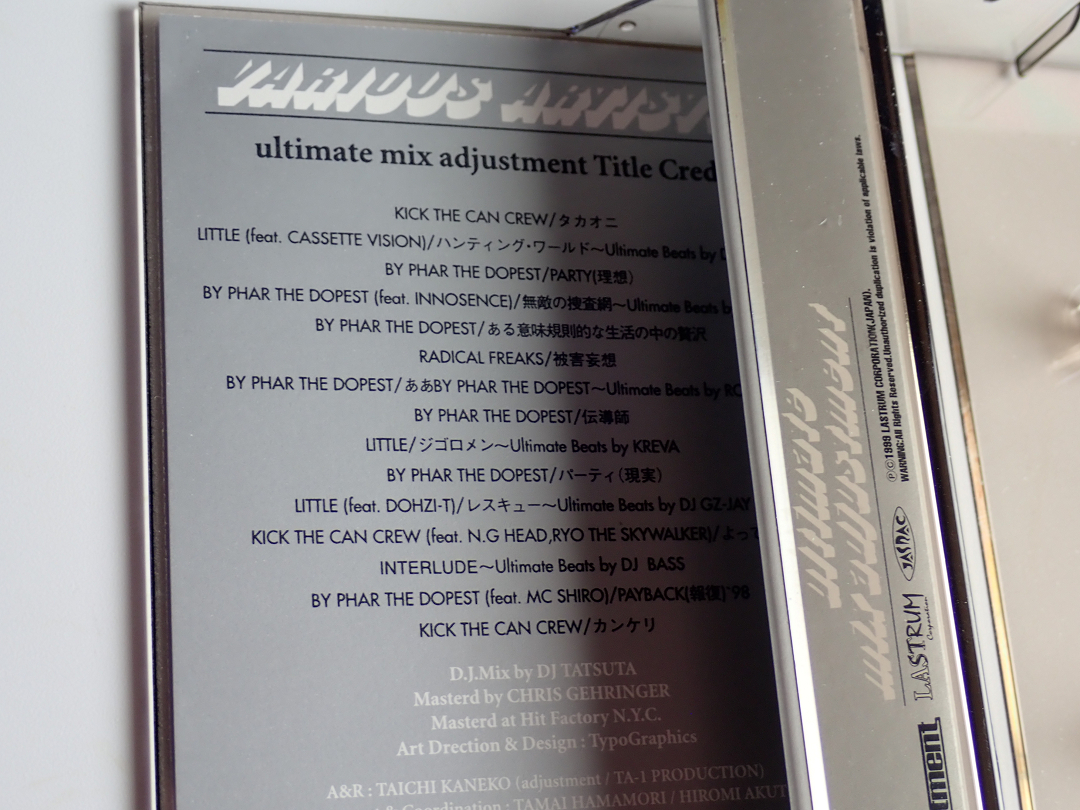 VARIOUS ARTIST
ultimate mix adjustment Title Cred
KICK THE CAN CREW/タカオニ
LITTLE (feat. CASSETTE VISION)/ハンティング・ワールド〜Ultimate Beats by
BY PHAR THE DOPEST/PARTY(理想)
BY PHAR THE DOPEST (feat. INNOSENCE)/無敵の捜査網〜Ultimate Beats by
BY PHAR THE DOPEST/ある意味規則的な生活の中の贅沢
RADICAL FREAKS/被害妄想
BY PHAR THE DOPEST/ああBY PHAR THE DOPEST〜Ultimate Beats by
BY PHAR THE DOPEST/伝導師
LITTLE/ジゴロメン〜Ultimate Beats by KREVA
BY PHAR THE DOPEST/パーティ(現実)
LITTLE (feat. DOHZI-T)/レスキュー〜Ultimate Beats by DJ GZ-JAY
KICK THE CAN CREW (feat. N.G HEAD,RYO THE SKYWALKER)/よって
INTERLUDE〜Ultimate Beats by DJ BASS
BY PHAR THE DOPEST (feat. MC SHIRO)/PAYBACK(報復)'98
KICK THE CAN CREW/カンケリ
D.J.Mix by DJ TATSUTA
Masterd by CHRIS GEHRINGER
Masterd at Hit Factory N.Y.C.
Art Drection & Design : TypoGraphics
A&R : TAICHI KANEKO (adjustment / TA-1 PRODUCTION)
& Coordination : TAMAI HAMAMORI / HIROMI AKUT
ⓅⒸ1999 LASTRUM CORPORATION(JAPAN).
WARNING:All Rights Reserved.Unauthorized duplication is violation of applicable laws.
JASRAC
LASTRUM
Corporation